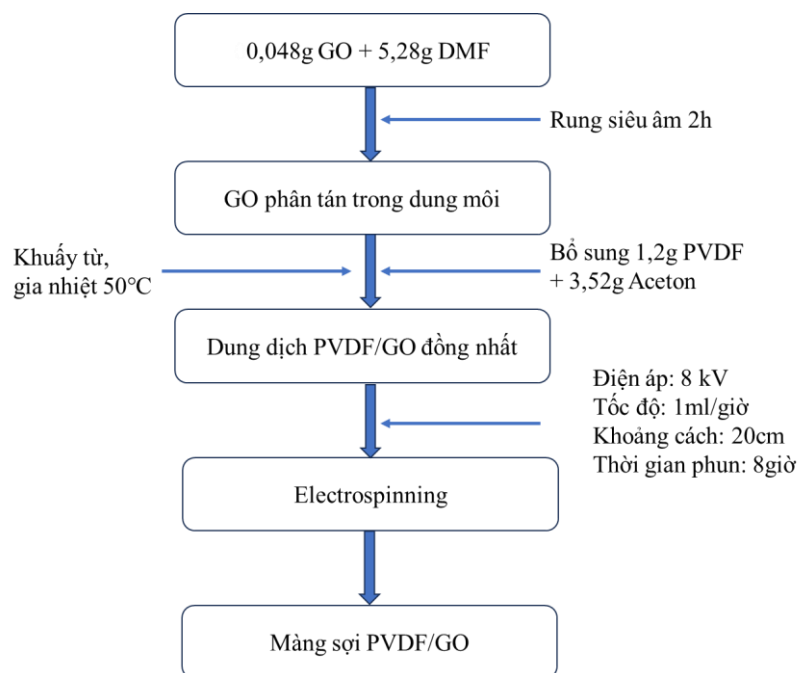 0,048g GO + 5,28g DMF
Rung siêu âm 2h
GO phân tán trong dung môi
Khuấy từ,
gia nhiệt 50°C
Bổ sung 1,2g PVDF
+ 3,52g Aceton
Dung dịch PVDF/GO đồng nhất
Điện áp: 8 kV
Tốc độ: 1ml/giờ
Khoảng cách: 20cm
Thời gian phun: 8giờ
Electrospinning
Màng sợi PVDF/GO